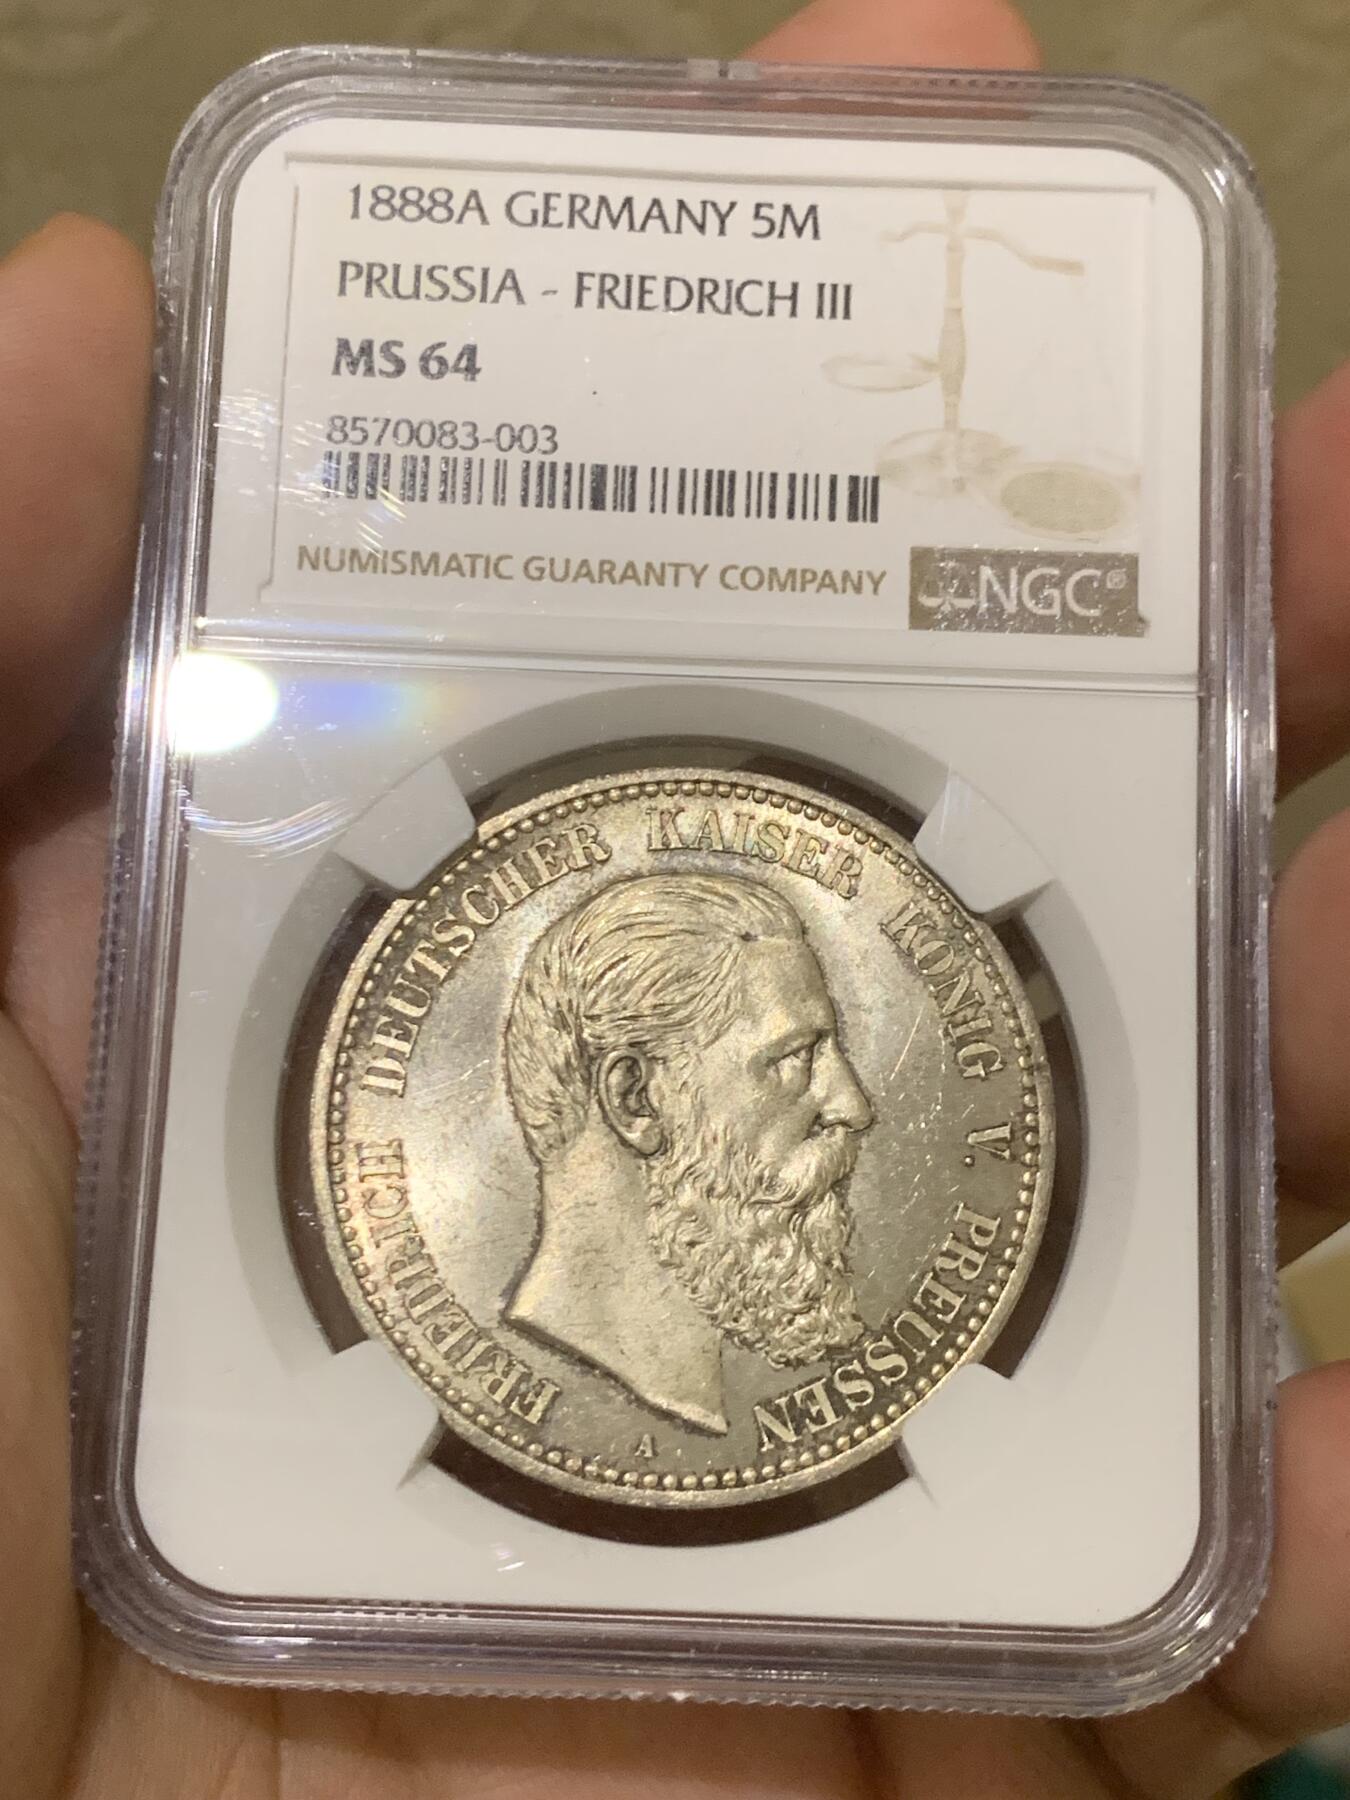 1888A GERMANY 5M
PRUSSIA - FRIEDRICH III
MS 64
8570083-003
NUMISMATIC GUARANTY COMPANY
NGC®
FRIEDRICH DEUTSCHER KAISER KÖNIG V. PREUSSEN
A